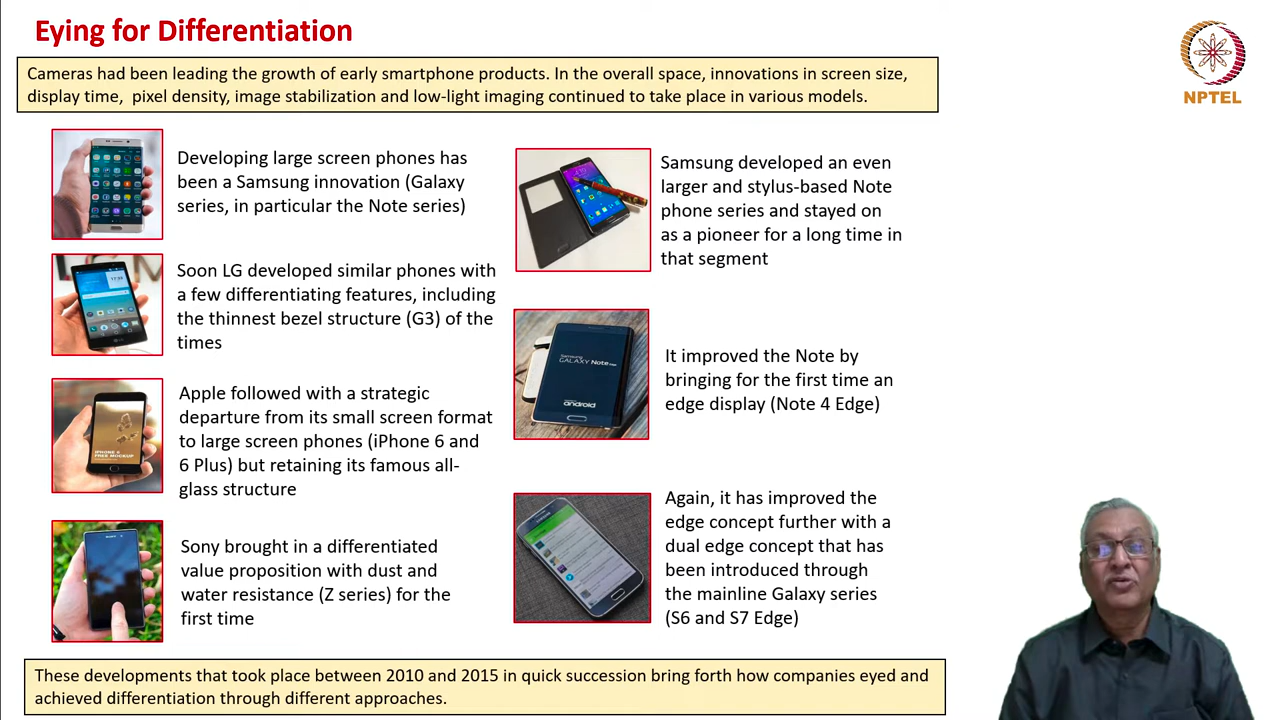 Eying for Differentiation
Cameras had been leading the growth of early smartphone products. In the overall space, innovations in screen size,
display time, pixel density, image stabilization and low-light imaging continued to take place in various models.
NPTEL
Developing large screen phones has
been a Samsung innovation (Galaxy
series, in particular the Note series)
Soon LG developed similar phones with
a few differentiating features, including
the thinnest bezel structure (G3) of the
times
Apple followed with a strategic
departure from its small screen format
to large screen phones (iPhone 6 and
6 Plus) but retaining its famous all-
glass structure
Sony brought in a differentiated
value proposition with dust and
water resistance (Z series) for the
first time
Samsung developed an even
larger and stylus-based Note
phone series and stayed on
as a pioneer for a long time in
that segment
SAMSUNG
GALAXY Note
android
It improved the Note by
bringing for the first time an
edge display (Note 4 Edge)
Again, it has improved the
edge concept further with a
dual edge concept that has
been introduced through
the mainline Galaxy series
(S6 and S7 Edge)
These developments that took place between 2010 and 2015 in quick succession bring forth how companies eyed and
achieved differentiation through different approaches.